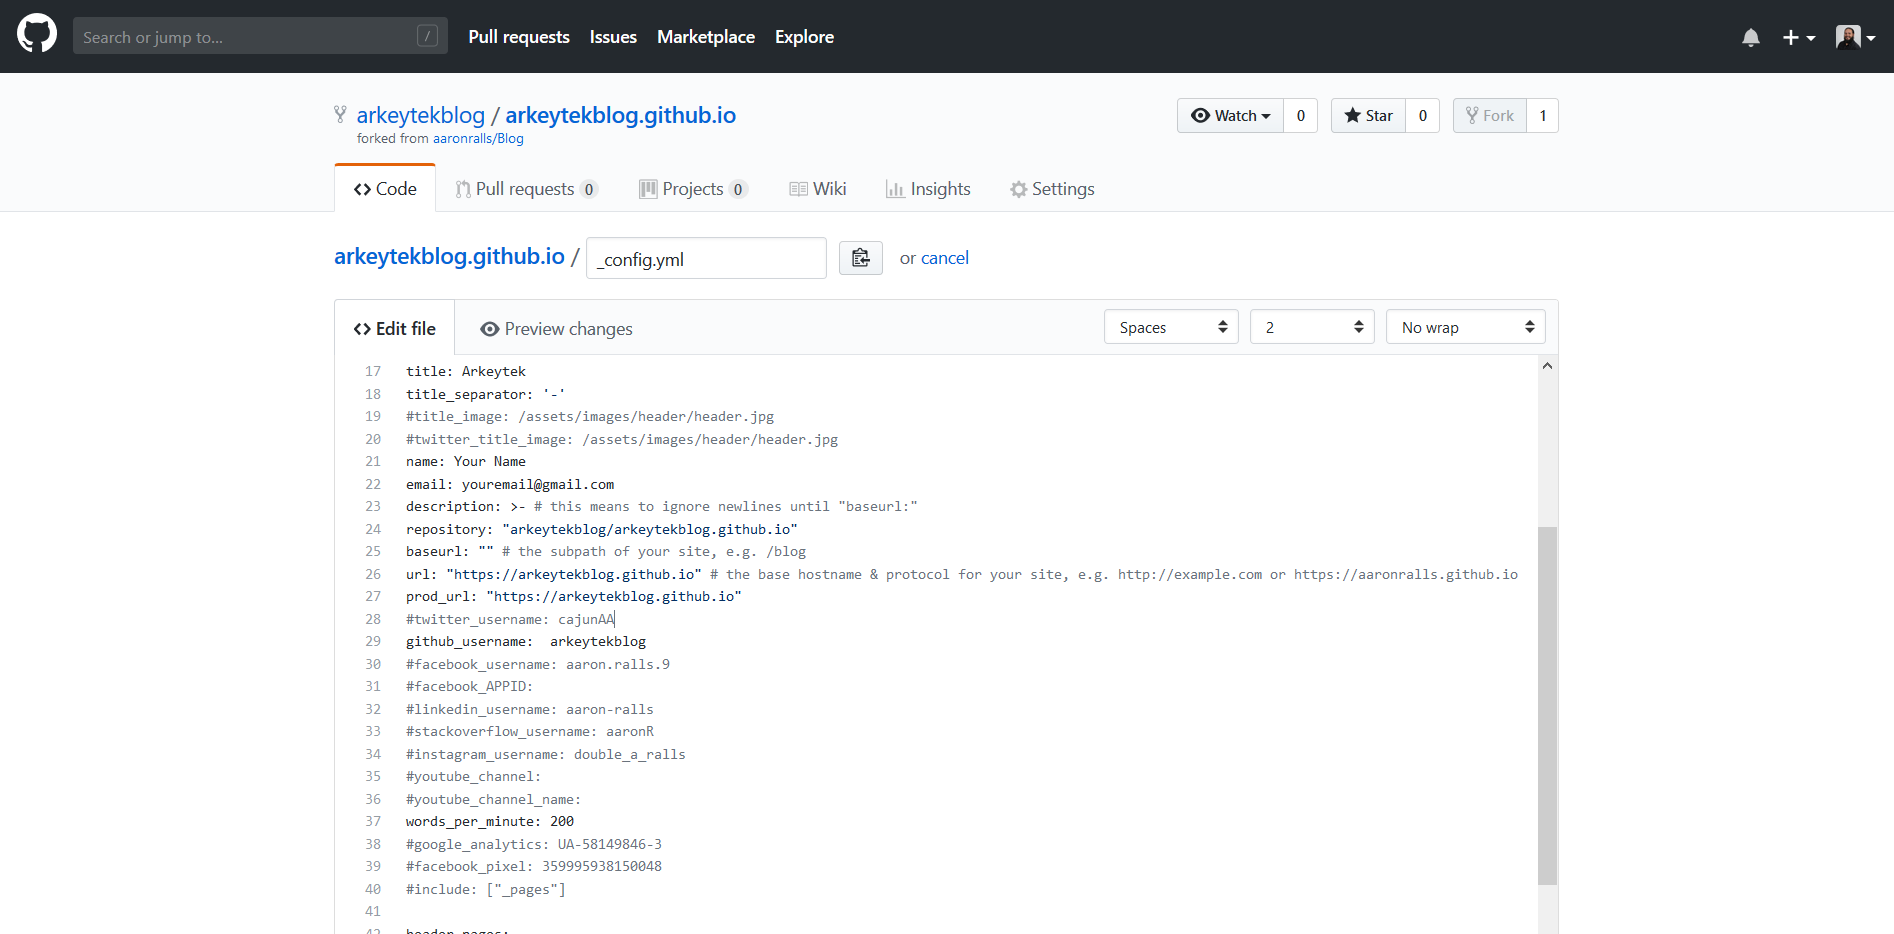 Search or jump to... / Pull requests Issues Marketplace Explore
arkeytekblog / arkeytekblog.github.io Watch 0 Star 0 Fork 1
forked from aaronralls/Blog
Code Pull requests 0 Projects 0 Wiki Insights Settings
arkeytekblog.github.io / _config.yml or cancel
Edit file Preview changes Spaces 2 No wrap
17 title: Arkeytek
18 title_separator: '-'
19 #title_image: /assets/images/header/header.jpg
20 #twitter_title_image: /assets/images/header/header.jpg
21 name: Your Name
22 email: youremail@gmail.com
23 description: >- # this means to ignore newlines until "baseurl:"
24 repository: "arkeytekblog/arkeytekblog.github.io"
25 baseurl: "" # the subpath of your site, e.g. /blog
26 url: "https://arkeytekblog.github.io" # the base hostname & protocol for your site, e.g. http://example.com or https://aaronralls.github.io
27 prod_url: "https://arkeytekblog.github.io"
28 #twitter_username: cajunAA
29 github_username:  arkeytekblog
30 #facebook_username: aaron.ralls.9
31 #facebook_APPID:
32 #linkedin_username: aaron-ralls
33 #stackoverflow_username: aaronR
34 #instagram_username: double_a_ralls
35 #youtube_channel:
36 #youtube_channel_name:
37 words_per_minute: 200
38 #google_analytics: UA-58149846-3
39 #facebook_pixel: 359995938150048
40 #include: ["_pages"]
41
42 header_pages: